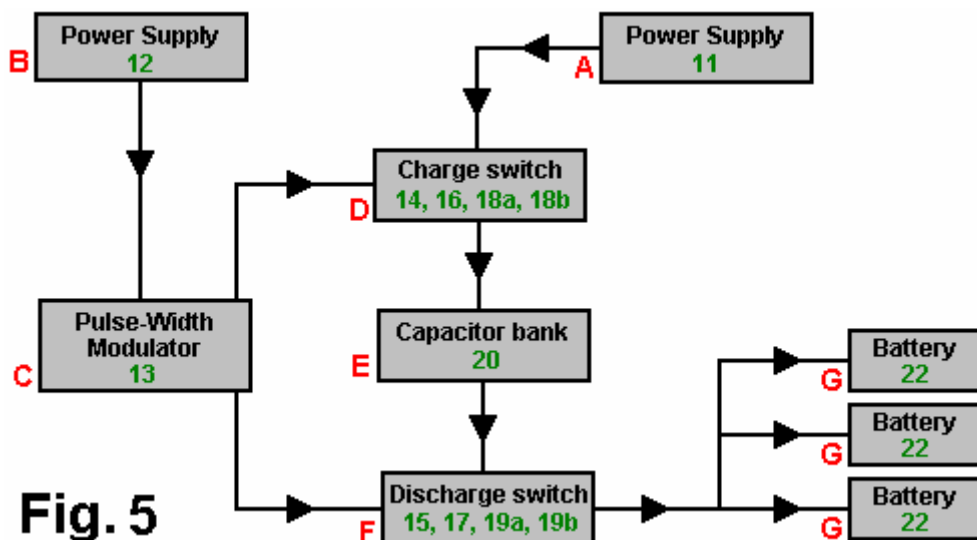 Power Supply
12
B
Power Supply
11
A
Charge switch
14, 16, 18a, 18b
D
Pulse-Width
Modulator
13
C
Capacitor bank
20
E
Battery
22
G
Battery
22
G
Battery
22
G
Discharge switch
15, 17, 19a, 19b
F
Fig. 5